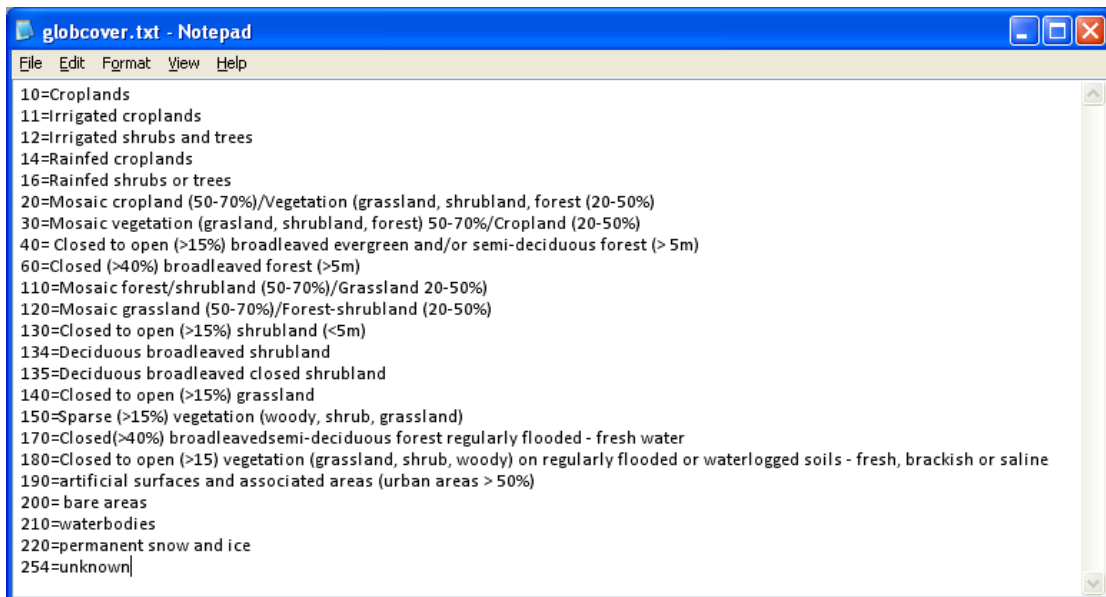 globcover.txt - Notepad
File Edit Format View Help
10=Croplands
11=Irrigated croplands
12=Irrigated shrubs and trees
14=Rainfed croplands
16=Rainfed shrubs or trees
20=Mosaic cropland (50-70%)/Vegetation (grassland, shrubland, forest (20-50%)
30=Mosaic vegetation (grasland, shrubland, forest) 50-70%/Cropland (20-50%)
40= Closed to open (>15%) broadleaved evergreen and/or semi-deciduous forest (> 5m)
60=Closed (>40%) broadleaved forest (>5m)
110=Mosaic forest/shrubland (50-70%)/Grassland 20-50%)
120=Mosaic grassland (50-70%)/Forest-shrubland (20-50%)
130=Closed to open (>15%) shrubland (<5m)
134=Deciduous broadleaved shrubland
135=Deciduous broadleaved closed shrubland
140=Closed to open (>15%) grassland
150=Sparse (>15%) vegetation (woody, shrub, grassland)
170=Closed(>40%) broadleavedsemi-deciduous forest regularly flooded - fresh water
180=Closed to open (>15) vegetation (grassland, shrub, woody) on regularly flooded or waterlogged soils - fresh, brackish or saline
190=artificial surfaces and associated areas (urban areas > 50%)
200= bare areas
210=waterbodies
220=permanent snow and ice
254=unknown